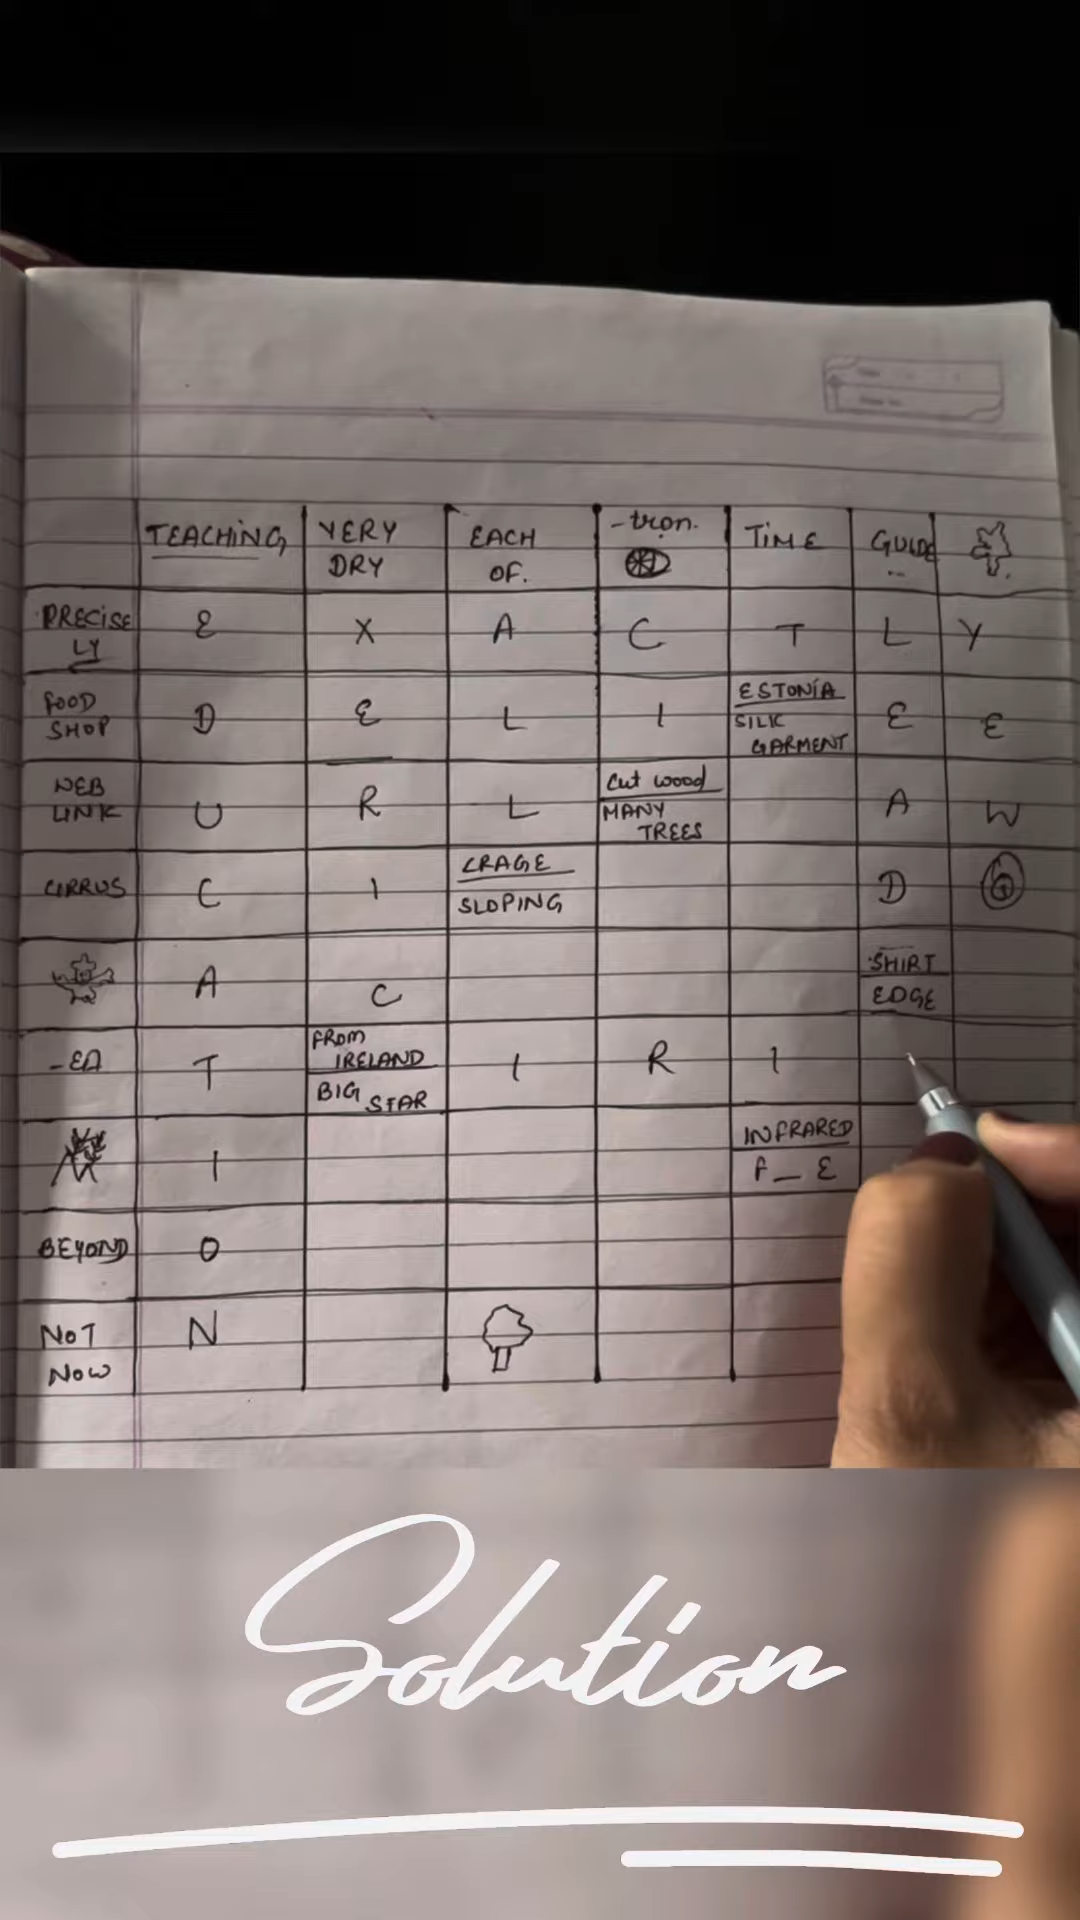 TEACHING VERY DRY EACH OF. -tron. TIME GUIDE
PRECISE LY E X A C T L Y
FOOD SHOP D E L I ESTONIA SILK GARMENT E E
WEB LINK U R L Cut wood MANY TREES A W
CIRRUS C I CRAGE SLOPING D
A C SHIRT EDGE
-EA T FROM IRELAND BIG STAR I R I
I INFRARED F_E
BEYOND O
NOT NOW N
Solution